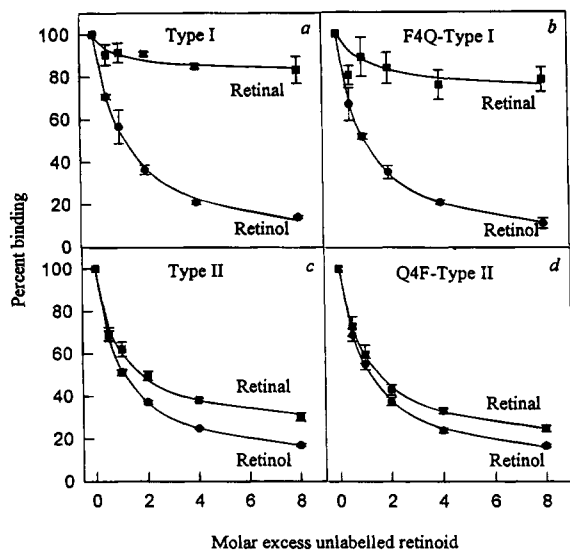 a
Type I
Retinal
Retinol
b
F4Q-Type I
Retinal
Retinol
100
80
60
40
20
0
Percent binding
c
Type II
Retinal
Retinol
d
Q4F-Type II
Retinal
Retinol
100
80
60
40
20
0
0 2 4 6 8
0 2 4 6 8
Molar excess unlabelled retinoid